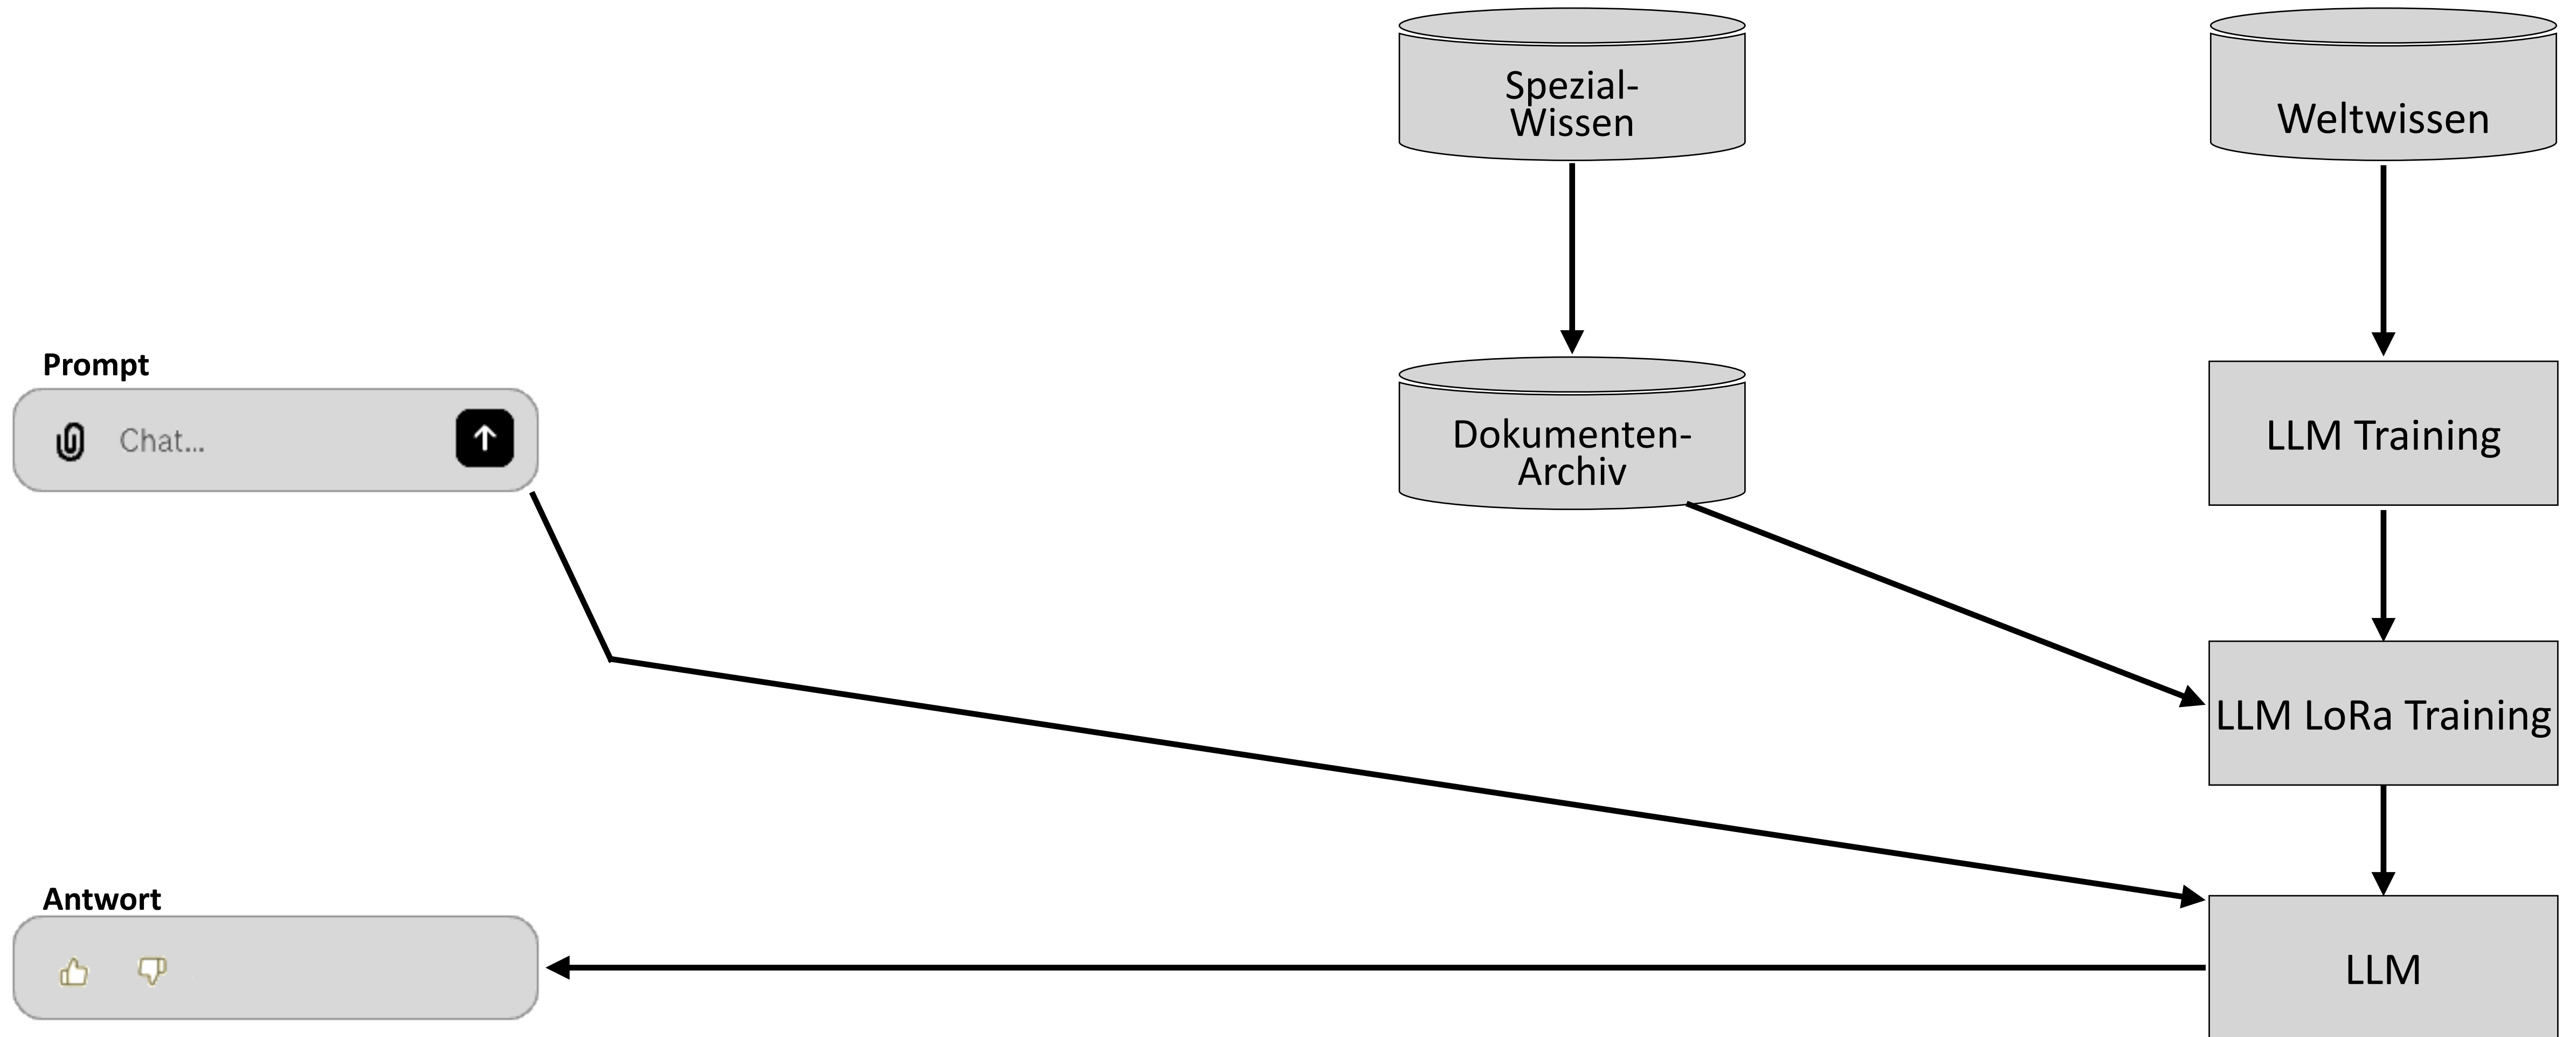 Spezial-
Wissen
Weltwissen
Prompt
Chat...
Dokumenten-
Archiv
LLM Training
LLM LoRa Training
Antwort
LLM